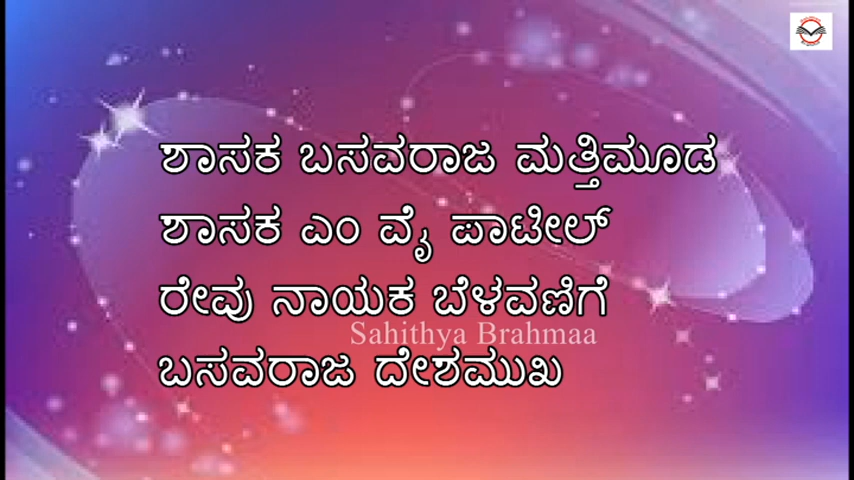 ಶಾಸಕ ಬಸವರಾಜ ಮತ್ತಿಮೂಡ
ಶಾಸಕ ಎಂ ವೈ ಪಾಟೀಲ್
ರೇವು ನಾಯಕ ಬೆಳವಣಿಗೆ
Sahithya Brahmaa
ಬಸವರಾಜ ದೇಶಮುಖ